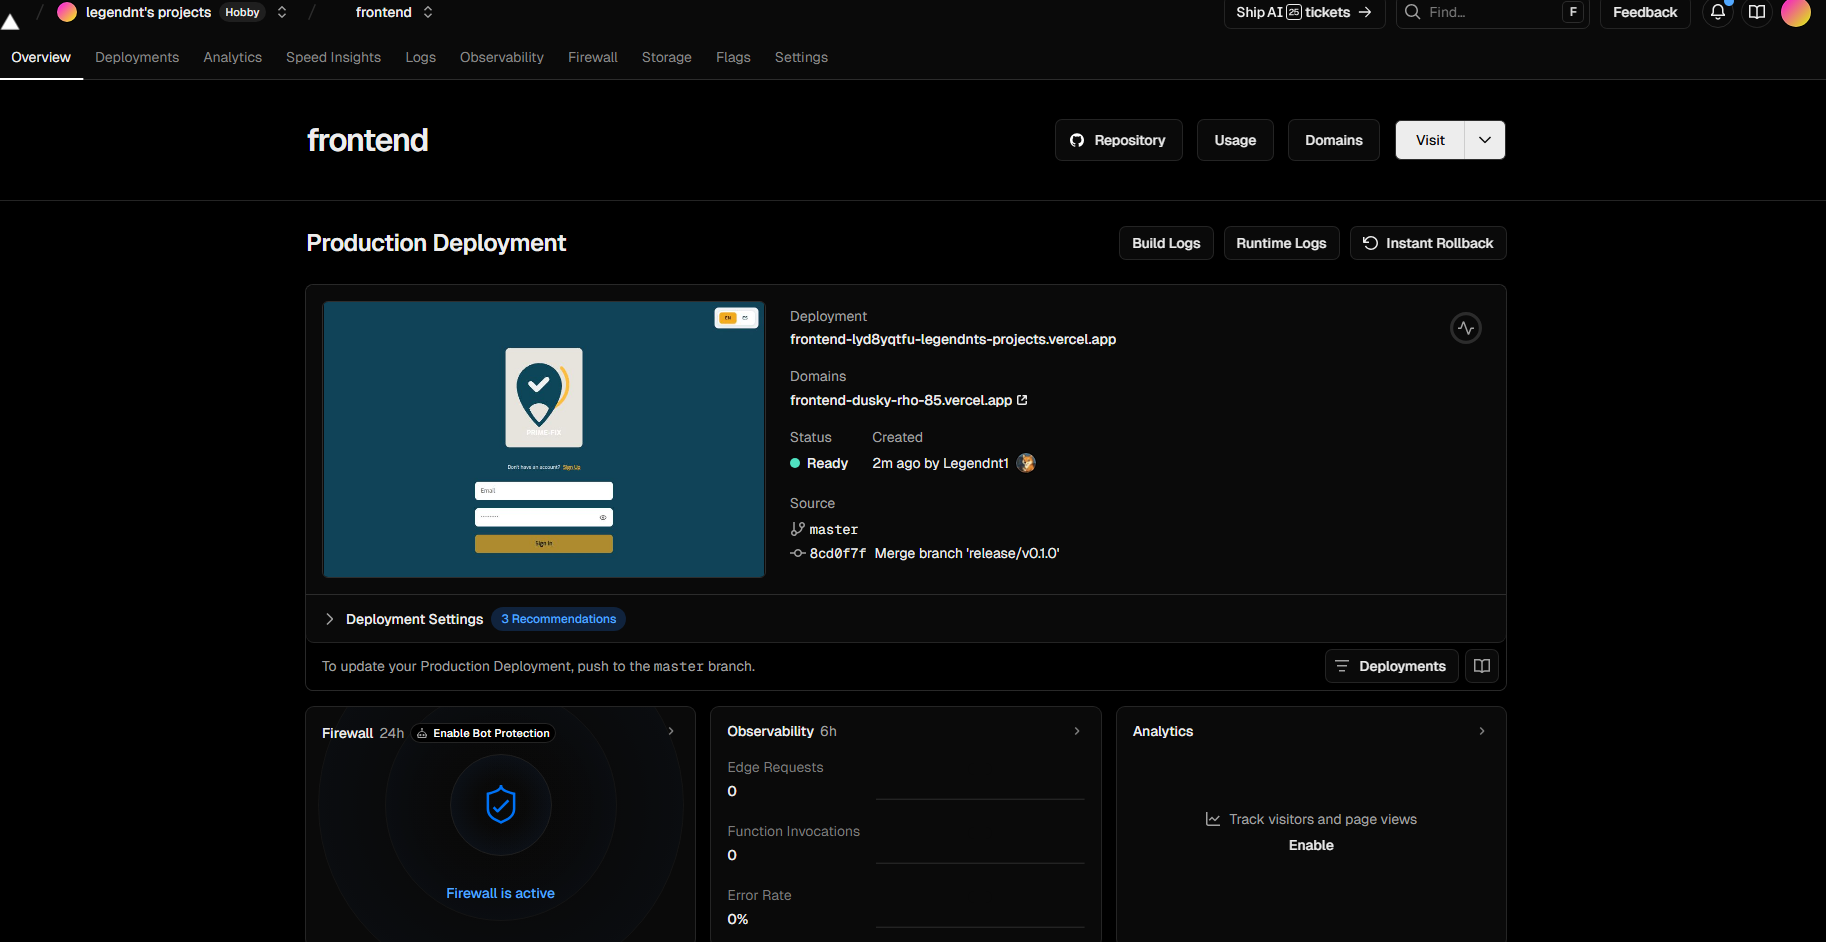 legendnt's projects Hobby frontend Ship AI 25 tickets → Find... F Feedback
Overview Deployments Analytics Speed Insights Logs Observability Firewall Storage Flags Settings
frontend Repository Usage Domains Visit
Production Deployment Build Logs Runtime Logs Instant Rollback
EN ES
PRIME-FIX
Don't have an account? Sign Up
Email
Sign In
Deployment
frontend-lyd8yqtfu-legendnts-projects.vercel.app
Domains
frontend-dusky-rho-85.vercel.app
Status Created
Ready 2m ago by Legendnt1
Source
master
8cd0f7f Merge branch 'release/v0.1.0'
Deployment Settings 3 Recommendations
To update your Production Deployment, push to the master branch. Deployments
Firewall 24h Enable Bot Protection
Firewall is active
Observability 6h
Edge Requests
0
Function Invocations
0
Error Rate
0%
Analytics
Track visitors and page views
Enable